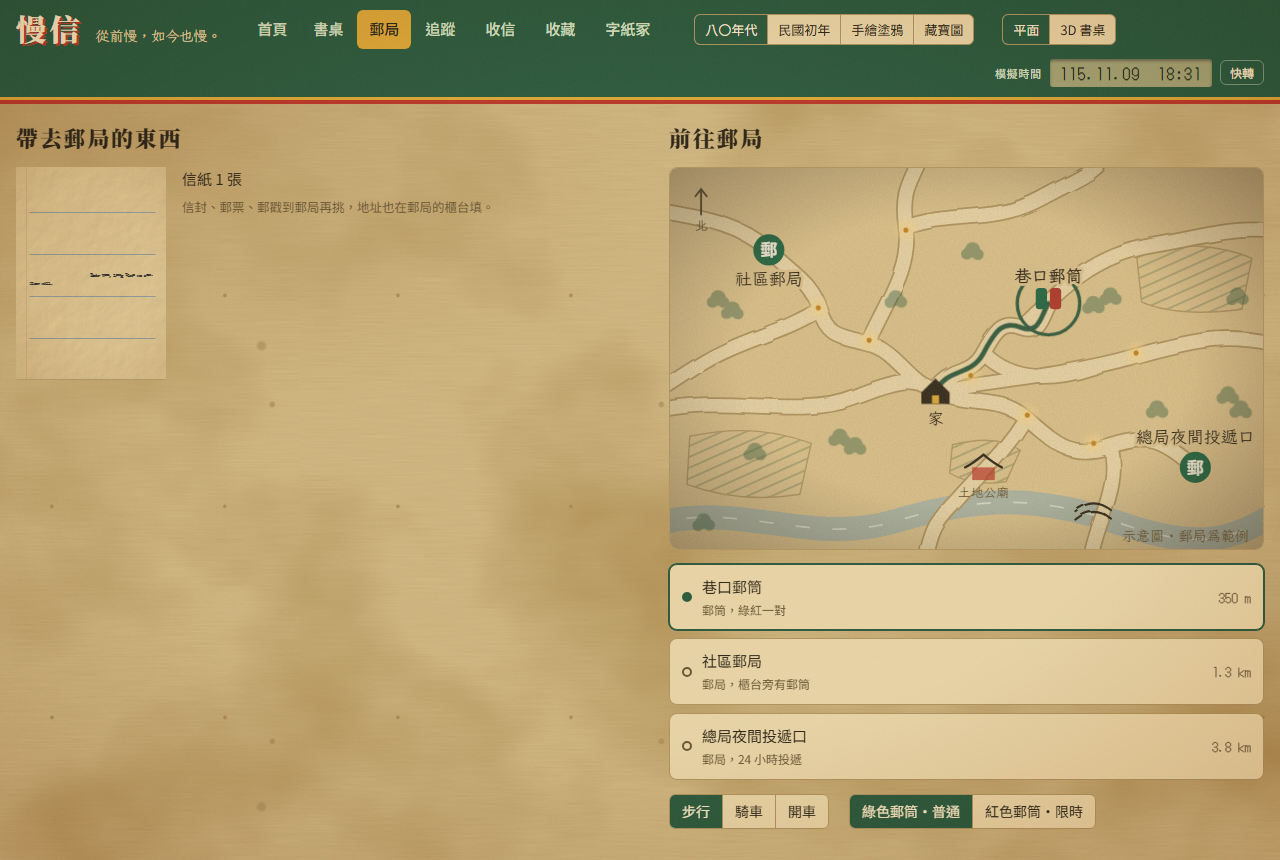 慢信
從前慢，如今也慢。
首頁 書桌 郵局 追蹤 收信 收藏 字紙冢
八〇年代 民國初年 手繪塗鴉 藏寶圖
平面 3D 書桌
模擬時間 115.11.09 18:31 快轉
帶去郵局的東西
信紙 1 張
信封、郵票、郵戳到郵局再挑，地址也在郵局的櫃台填。
前往郵局
北
郵
社區郵局
巷口郵筒
家
總局夜間投遞口
郵
土地公廟
示意圖・郵局為範例
巷口郵筒
郵筒，綠紅一對
350 m
社區郵局
郵局，櫃台旁有郵筒
1.3 km
總局夜間投遞口
郵局，24 小時投遞
3.8 km
步行 騎車 開車
綠色郵筒・普通 紅色郵筒・限時